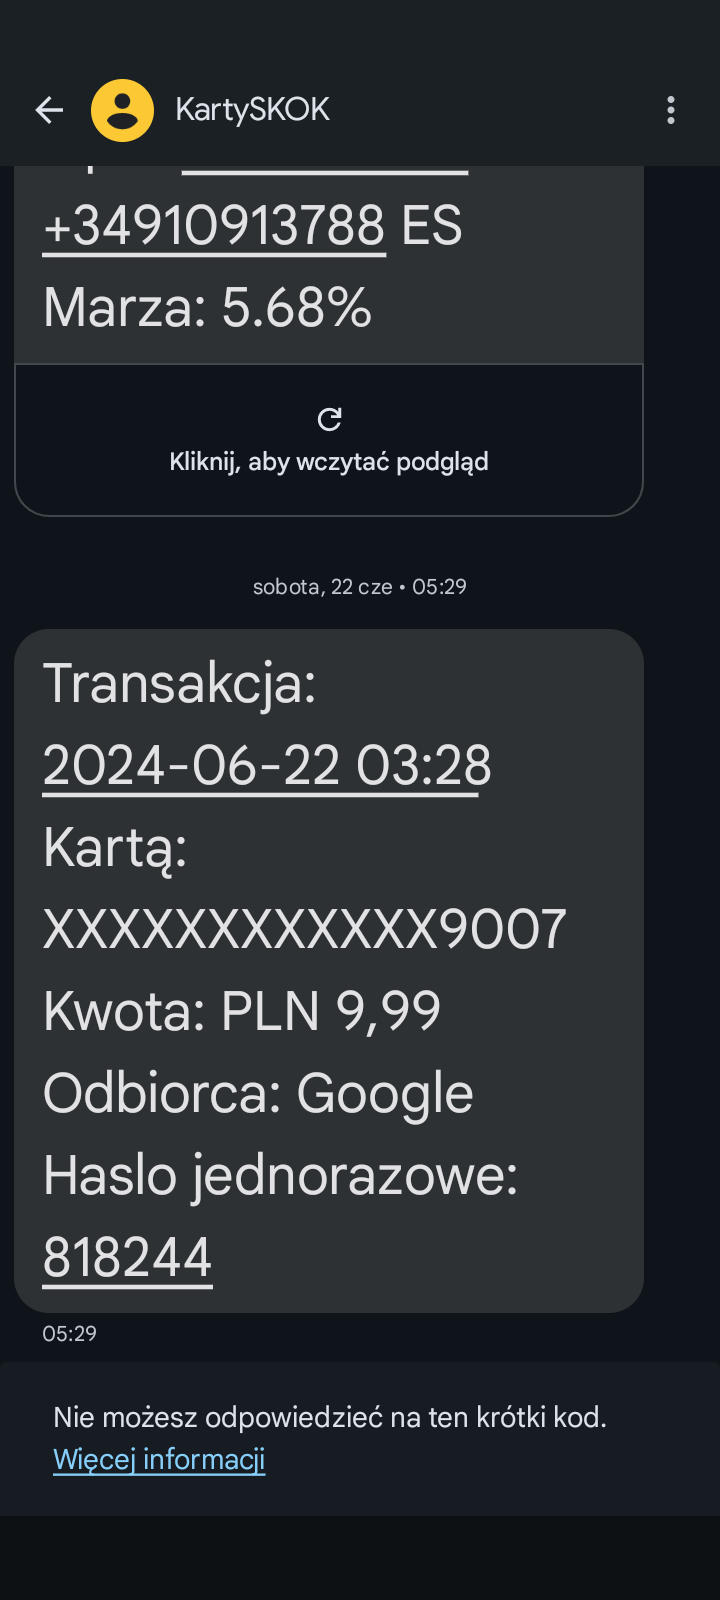 KartySKOK
+34910913788 ES
Marza: 5.68%
Kliknij, aby wczytać podgląd
sobota, 22 cze • 05:29
Transakcja:
2024-06-22 03:28
Kartą:
XXXXXXXXXXXX9007
Kwota: PLN 9,99
Odbiorca: Google
Haslo jednorazowe:
818244
05:29
Nie możesz odpowiedzieć na ten krótki kod.
Więcej informacji